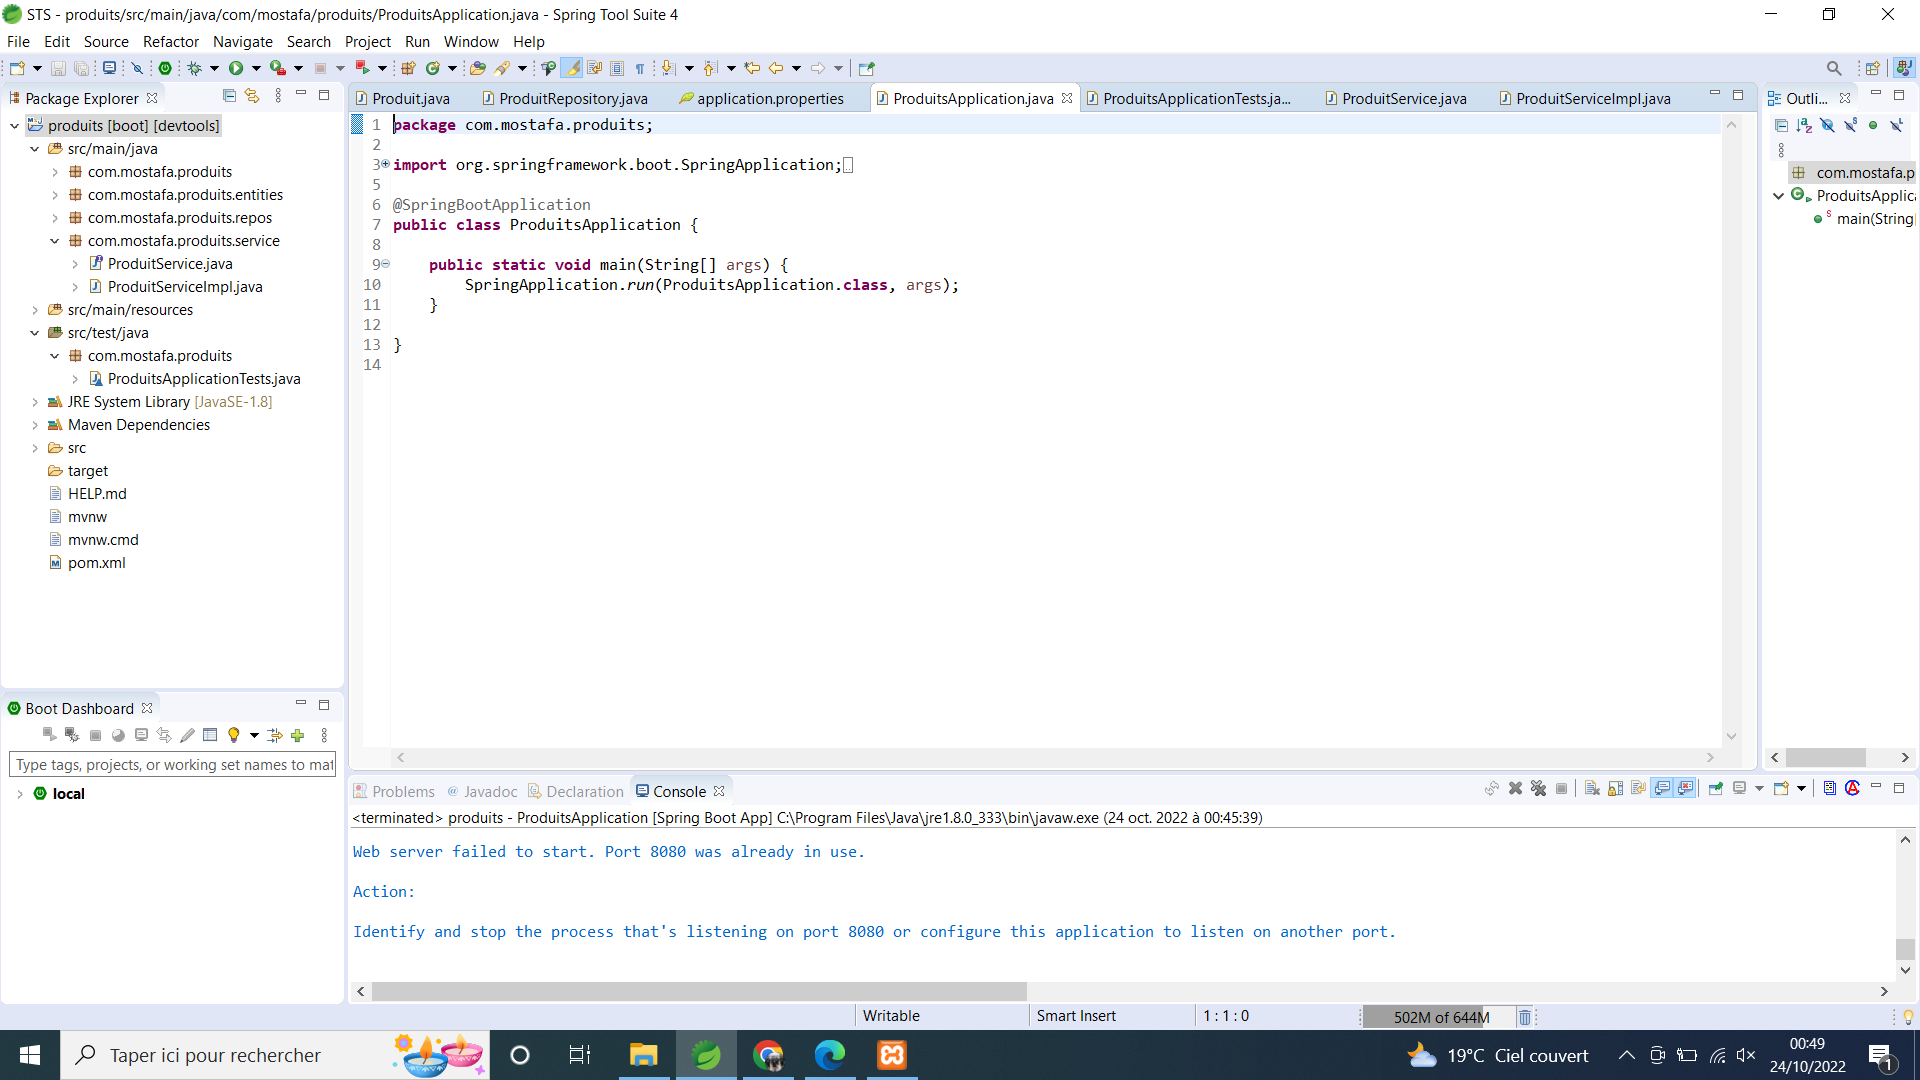 STS - produits/src/main/java/com/mostafa/produits/ProduitsApplication.java - Spring Tool Suite 4
File Edit Source Refactor Navigate Search Project Run Window Help
Package Explorer
produits [boot] [devtools]
src/main/java
com.mostafa.produits
com.mostafa.produits.entities
com.mostafa.produits.repos
com.mostafa.produits.service
ProduitService.java
ProduitServiceImpl.java
src/main/resources
src/test/java
com.mostafa.produits
ProduitsApplicationTests.java
JRE System Library [JavaSE-1.8]
Maven Dependencies
src
target
HELP.md
mvnw
mvnw.cmd
pom.xml
Boot Dashboard
Type tags, projects, or working set names to mat
local
Produit.java ProduitRepository.java application.properties ProduitsApplication.java ProduitsApplicationTests.ja... ProduitService.java ProduitServiceImpl.java
1 package com.mostafa.produits;
2
3 import org.springframework.boot.SpringApplication;
5
6 @SpringBootApplication
7 public class ProduitsApplication {
8
9 public static void main(String[] args) {
10 SpringApplication.run(ProduitsApplication.class, args);
11 }
12
13 }
14
Outli...
com.mostafa.p
ProduitsApplica
main(String[
Problems Javadoc Declaration Console
<terminated> produits - ProduitsApplication [Spring Boot App] C:\Program Files\Java\jre1.8.0_333\bin\javaw.exe (24 oct. 2022 à 00:45:39)
Web server failed to start. Port 8080 was already in use.
Action:
Identify and stop the process that's listening on port 8080 or configure this application to listen on another port.
Writable Smart Insert 1 : 1 : 0 502M of 644M
Taper ici pour rechercher
19°C Ciel couvert
00:49
24/10/2022
1